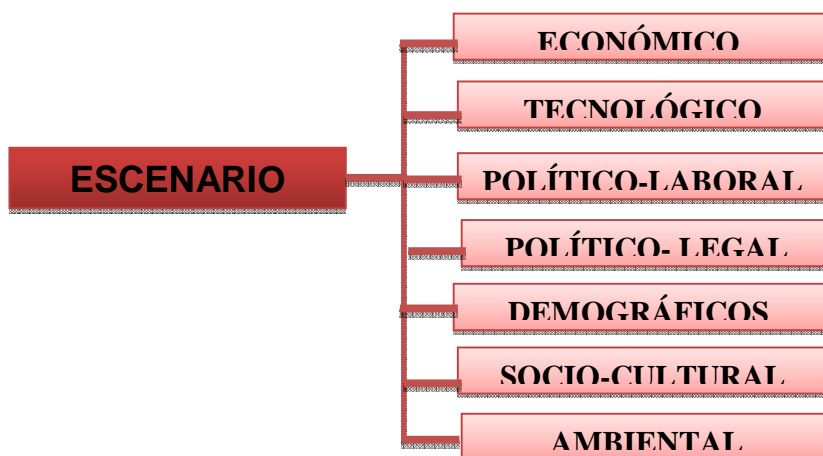 ECONÓMICO
TECNOLÓGICO
ESCENARIO
POLÍTICO-LABORAL
POLÍTICO- LEGAL
DEMOGRÁFICOS
SOCIO-CULTURAL
AMBIENTAL